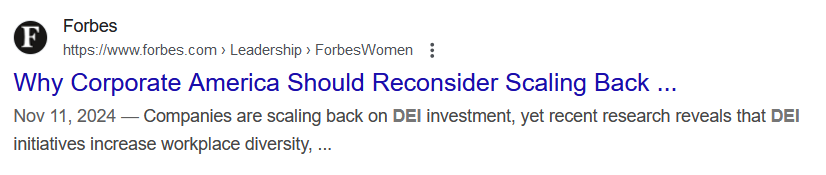 F
Forbes
https://www.forbes.com › Leadership › ForbesWomen
Why Corporate America Should Reconsider Scaling Back ...
Nov 11, 2024 — Companies are scaling back on DEI investment, yet recent research reveals that DEI
initiatives increase workplace diversity, ...